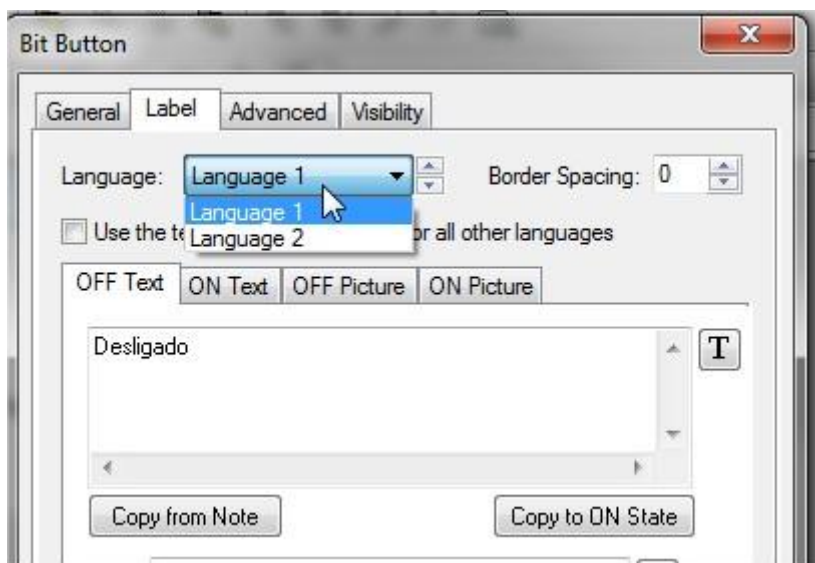 Bit Button
General Label Advanced Visibility
Language: Language 1 Border Spacing: 0
Language 1
Language 2
Use the or all other languages
OFF Text ON Text OFF Picture ON Picture
Desligado
T
Copy from Note Copy to ON State